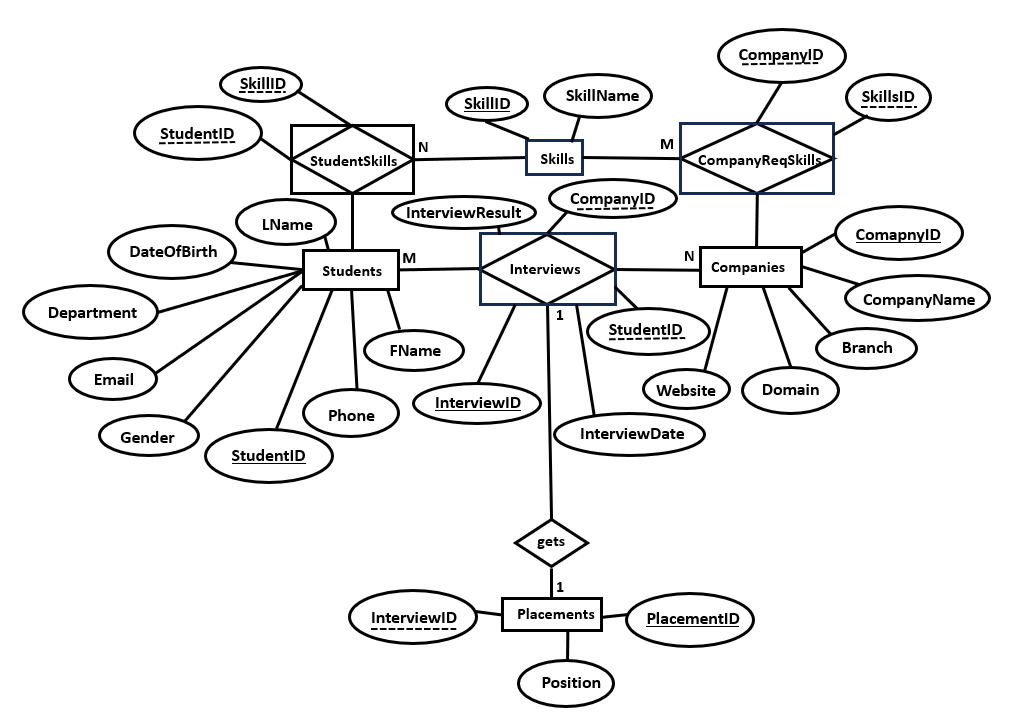 CompanyID
SkillID
SkillID
SkillName
SkillsID
StudentID
N
M
StudentSkills
Skills
CompanyReqSkills
LName
InterviewResult
CompanyID
ComapnyID
DateOfBirth
M
N
Students
Interviews
Companies
CompanyName
Department
1
StudentID
FName
Branch
Email
Website
Domain
InterviewID
Phone
Gender
InterviewDate
StudentID
gets
1
InterviewID
Placements
PlacementID
Position